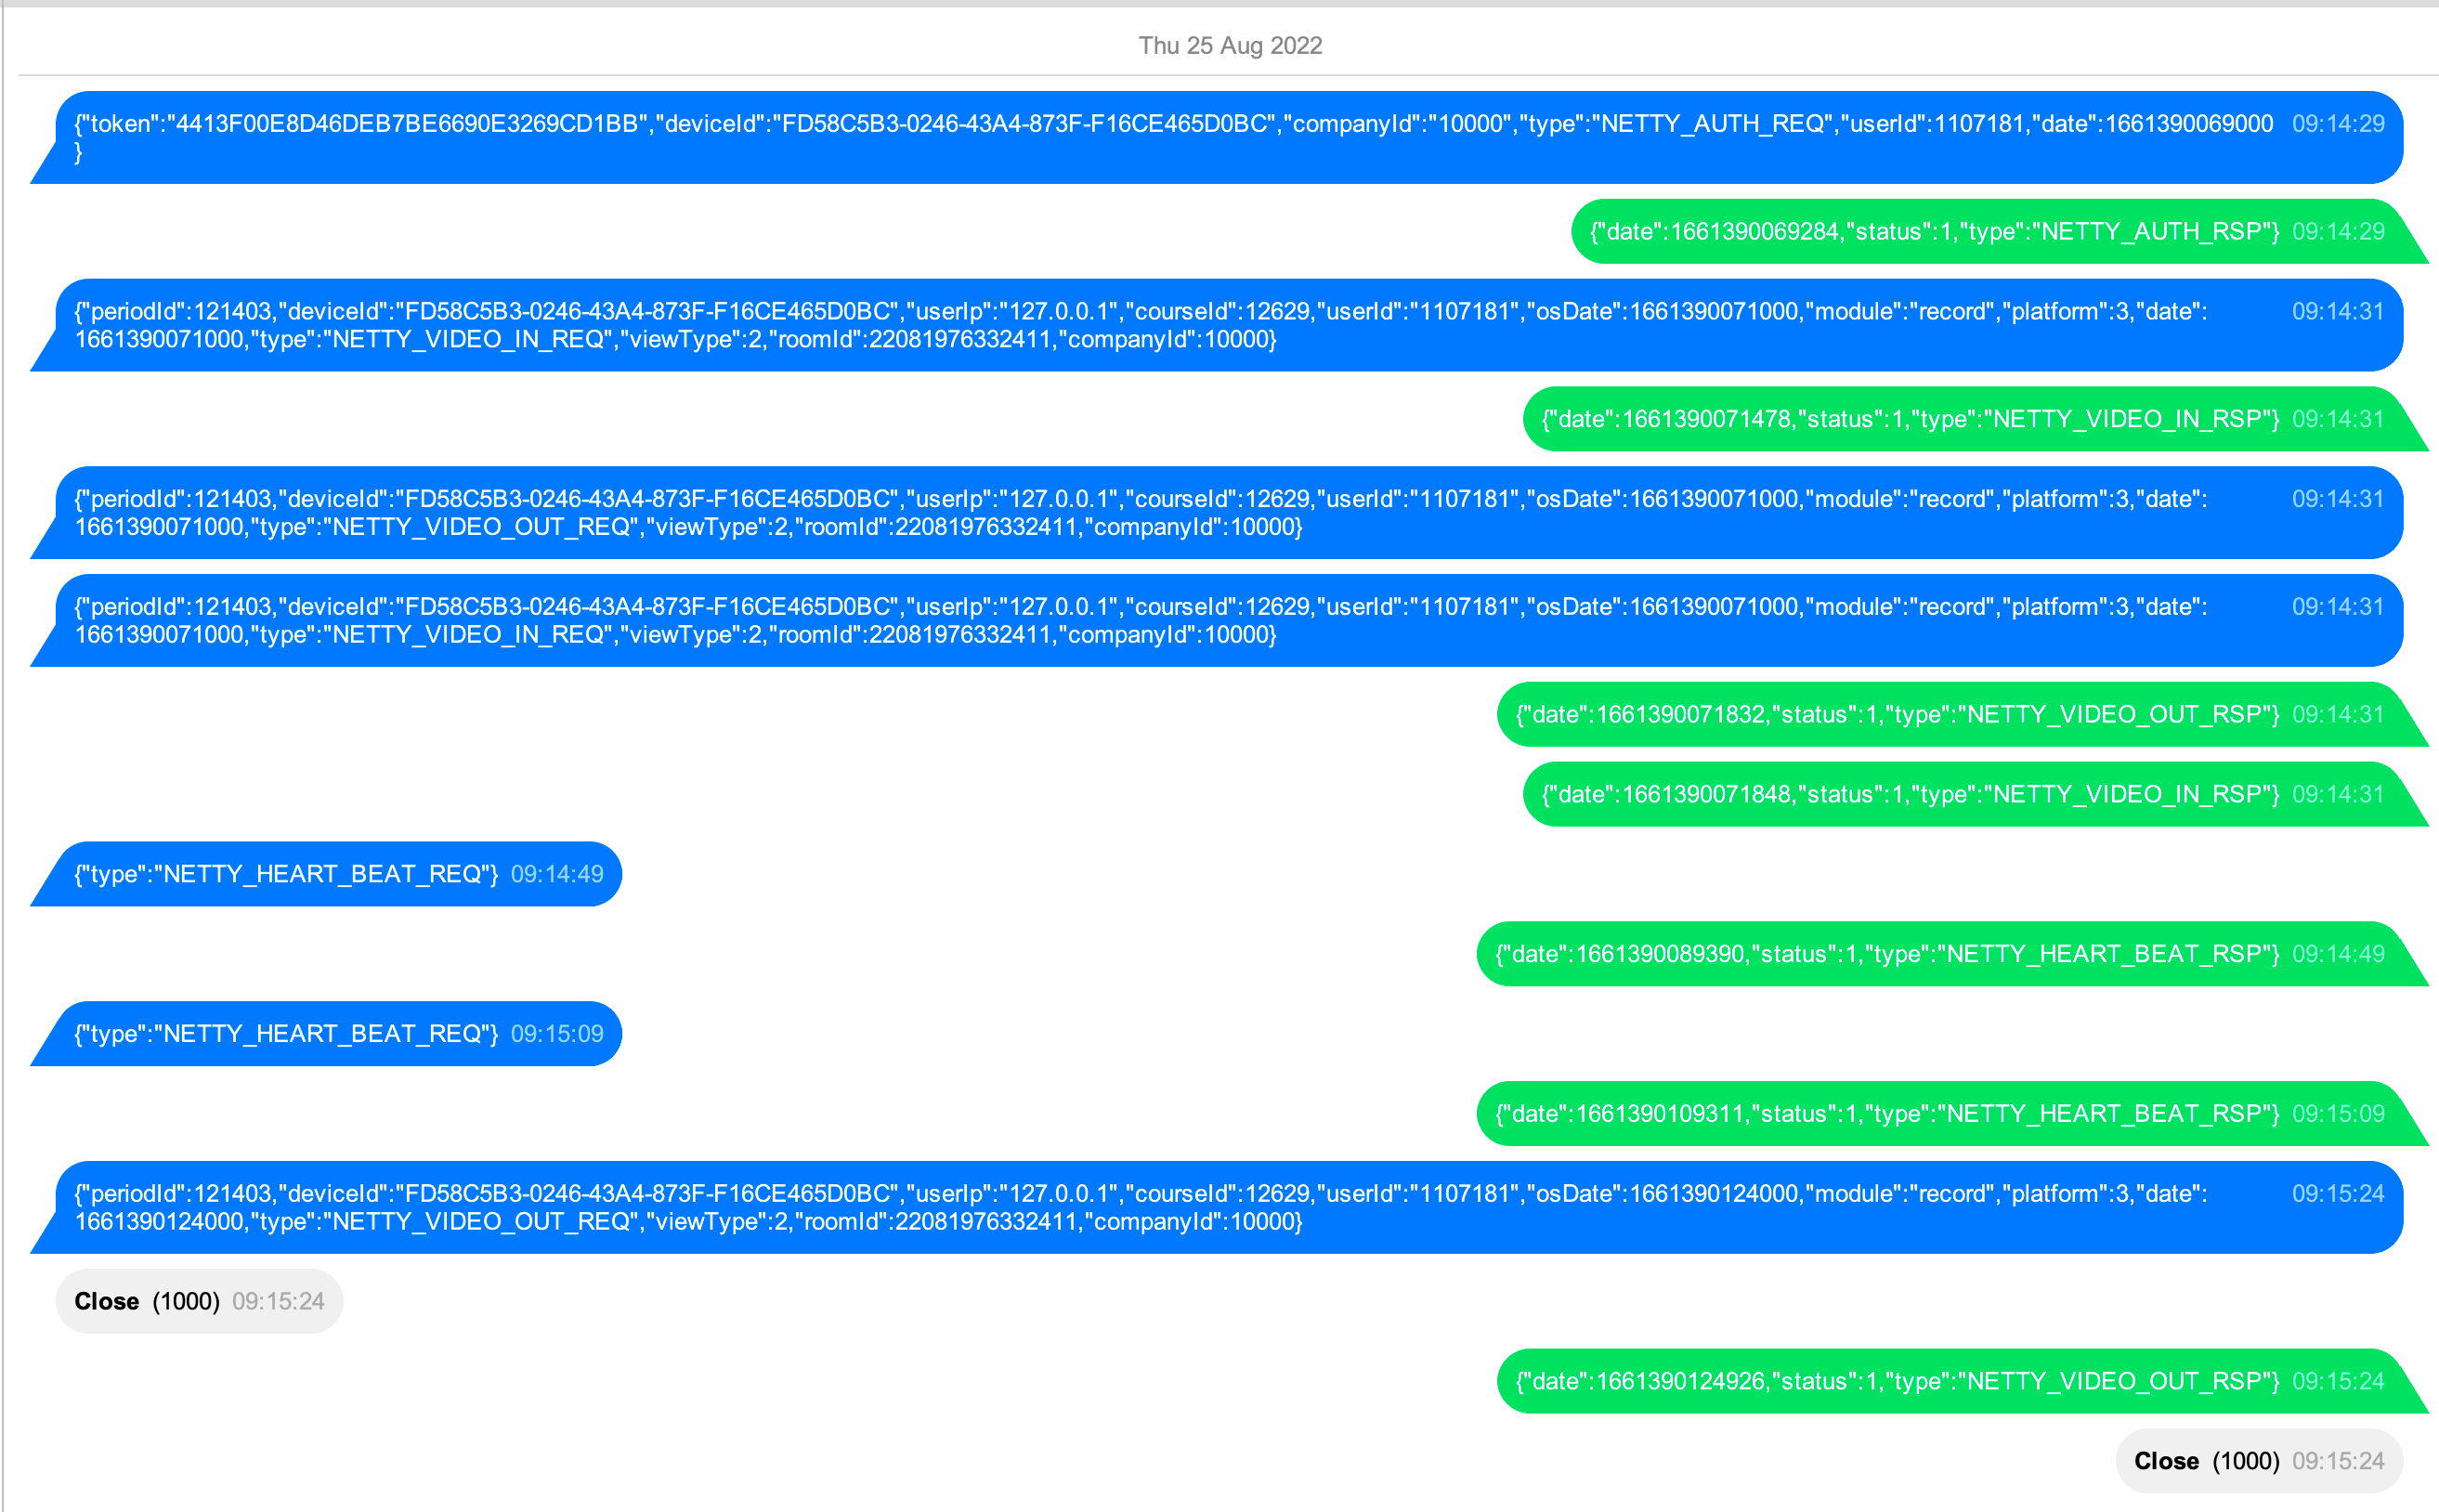 Thu 25 Aug 2022
{"token":"4413F00E8D46DEB7BE6690E3269CD1BB","deviceId":"FD58C5B3-0246-43A4-873F-F16CE465D0BC","companyId":"10000","type":"NETTY_AUTH_REQ","userId":1107181,"date":1661390069000 09:14:29
}
{"date":1661390069284,"status":1,"type":"NETTY_AUTH_RSP"} 09:14:29
{"periodId":121403,"deviceId":"FD58C5B3-0246-43A4-873F-F16CE465D0BC","userIp":"127.0.0.1","courseId":12629,"userId":"1107181","osDate":1661390071000,"module":"record","platform":3,"date": 09:14:31
1661390071000,"type":"NETTY_VIDEO_IN_REQ","viewType":2,"roomId":22081976332411,"companyId":10000}
{"date":1661390071478,"status":1,"type":"NETTY_VIDEO_IN_RSP"} 09:14:31
{"periodId":121403,"deviceId":"FD58C5B3-0246-43A4-873F-F16CE465D0BC","userIp":"127.0.0.1","courseId":12629,"userId":"1107181","osDate":1661390071000,"module":"record","platform":3,"date": 09:14:31
1661390071000,"type":"NETTY_VIDEO_OUT_REQ","viewType":2,"roomId":22081976332411,"companyId":10000}
{"periodId":121403,"deviceId":"FD58C5B3-0246-43A4-873F-F16CE465D0BC","userIp":"127.0.0.1","courseId":12629,"userId":"1107181","osDate":1661390071000,"module":"record","platform":3,"date": 09:14:31
1661390071000,"type":"NETTY_VIDEO_IN_REQ","viewType":2,"roomId":22081976332411,"companyId":10000}
{"date":1661390071832,"status":1,"type":"NETTY_VIDEO_OUT_RSP"} 09:14:31
{"date":1661390071848,"status":1,"type":"NETTY_VIDEO_IN_RSP"} 09:14:31
{"type":"NETTY_HEART_BEAT_REQ"} 09:14:49
{"date":1661390089390,"status":1,"type":"NETTY_HEART_BEAT_RSP"} 09:14:49
{"type":"NETTY_HEART_BEAT_REQ"} 09:15:09
{"date":1661390109311,"status":1,"type":"NETTY_HEART_BEAT_RSP"} 09:15:09
{"periodId":121403,"deviceId":"FD58C5B3-0246-43A4-873F-F16CE465D0BC","userIp":"127.0.0.1","courseId":12629,"userId":"1107181","osDate":1661390124000,"module":"record","platform":3,"date": 09:15:24
1661390124000,"type":"NETTY_VIDEO_OUT_REQ","viewType":2,"roomId":22081976332411,"companyId":10000}
Close (1000) 09:15:24
{"date":1661390124926,"status":1,"type":"NETTY_VIDEO_OUT_RSP"} 09:15:24
Close (1000) 09:15:24